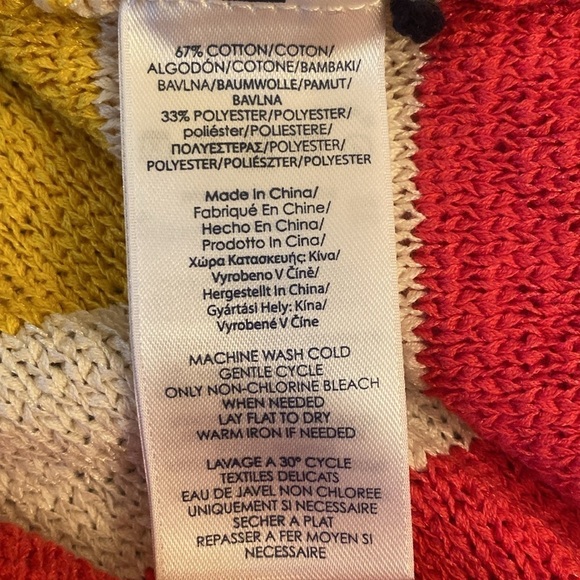 67% COTTON/COTON/
ALGODÓN/COTONE/BAMBAKI/
BAVLNA/BAUMWOLLE/PAMUT/
BAVLNA
33% POLYESTER/POLYESTER/
poliéster/POLIESTERE/
ΠΟΛΥΕΣΤΕΡΑΣ/POLYESTER/
POLYESTER/POLIÉSZTER/POLYESTER
Made In China/
Fabriqué En Chine/
Hecho En China/
Prodotto In Cina/
Χώρα Κατασκευής: Κίνα/
Vyrobeno V Číně/
Hergestellt In China/
Gyártási Hely: Kína/
Vyrobené V Číne
MACHINE WASH COLD
GENTLE CYCLE
ONLY NON-CHLORINE BLEACH
WHEN NEEDED
LAY FLAT TO DRY
WARM IRON IF NEEDED
LAVAGE A 30° CYCLE
TEXTILES DELICATS
EAU DE JAVEL NON CHLOREE
UNIQUEMENT SI NECESSAIRE
SECHER A PLAT
REPASSER A FER MOYEN SI
NECESSAIRE